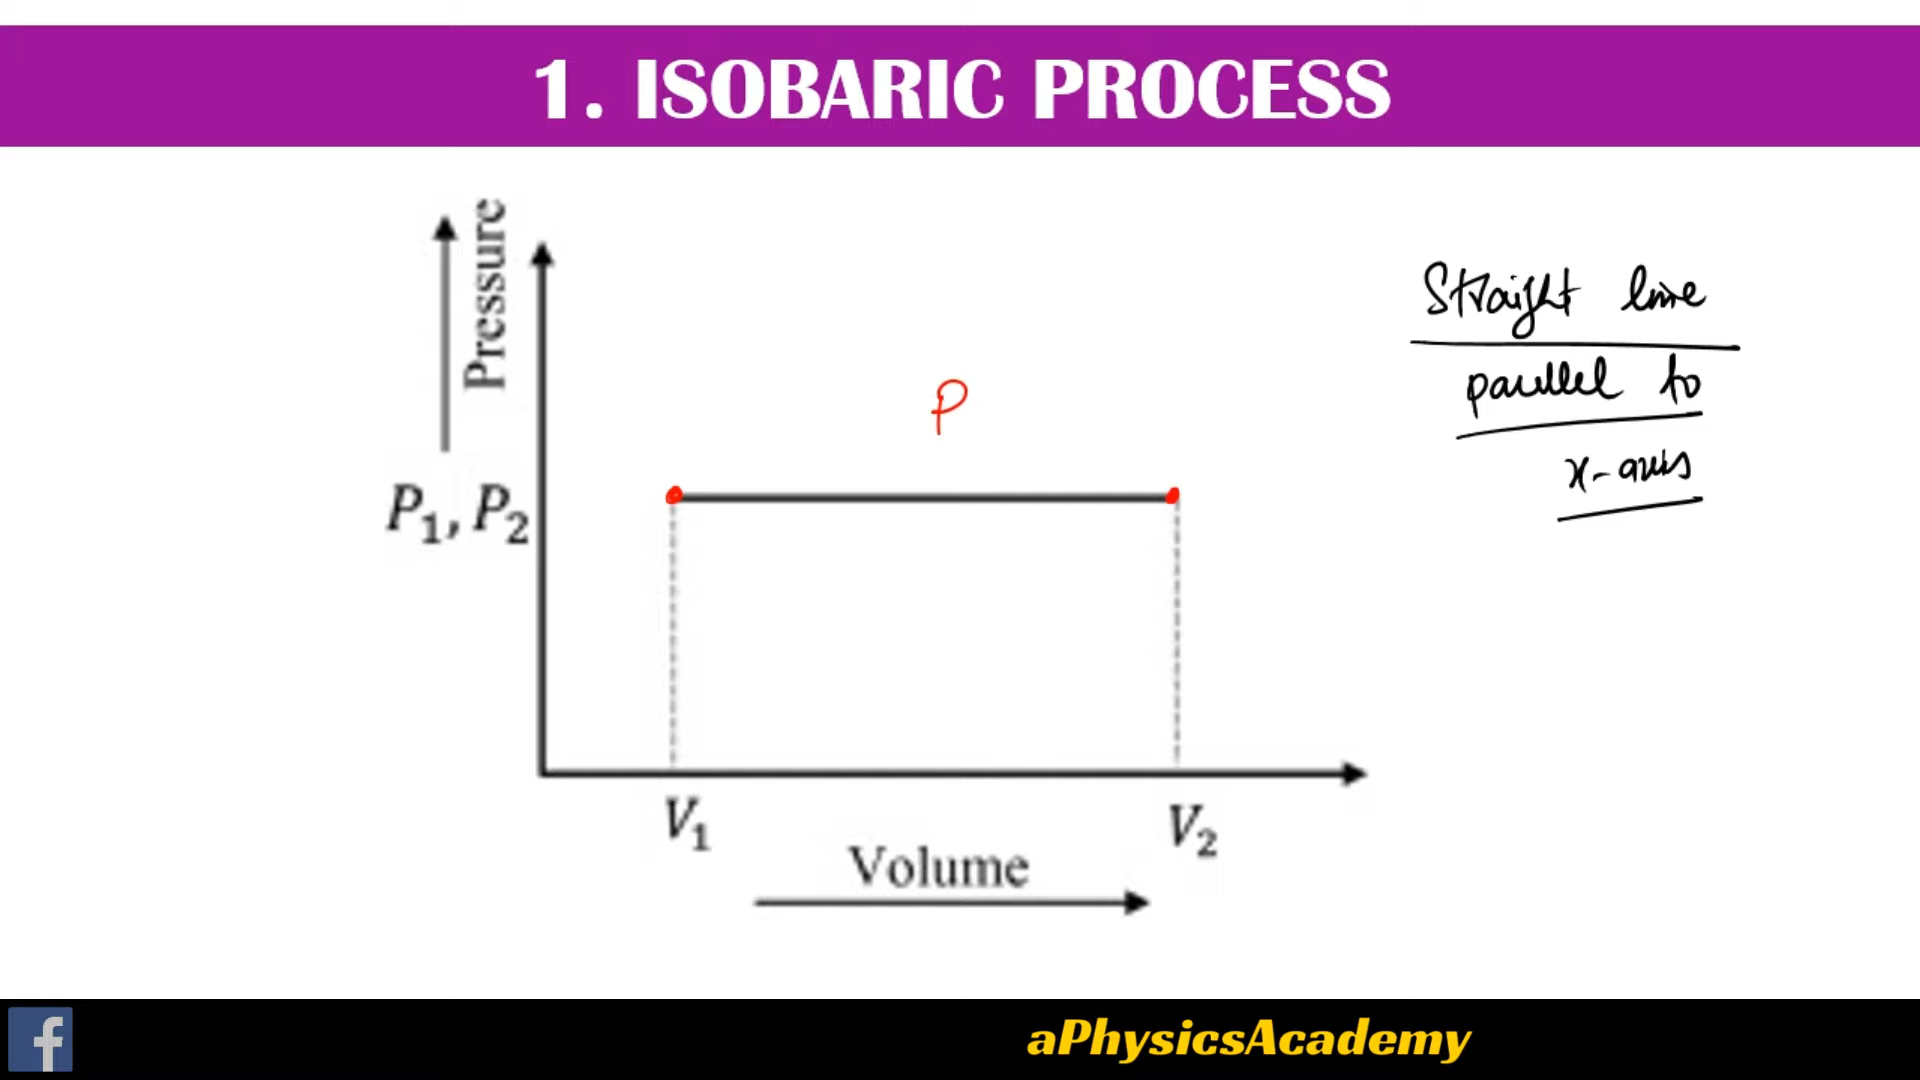 1. ISOBARIC PROCESS
Pressure
P
Straight line
parallel to
x-axis
P₁, P₂
V₁
V₂
Volume
f
aPhysicsAcademy